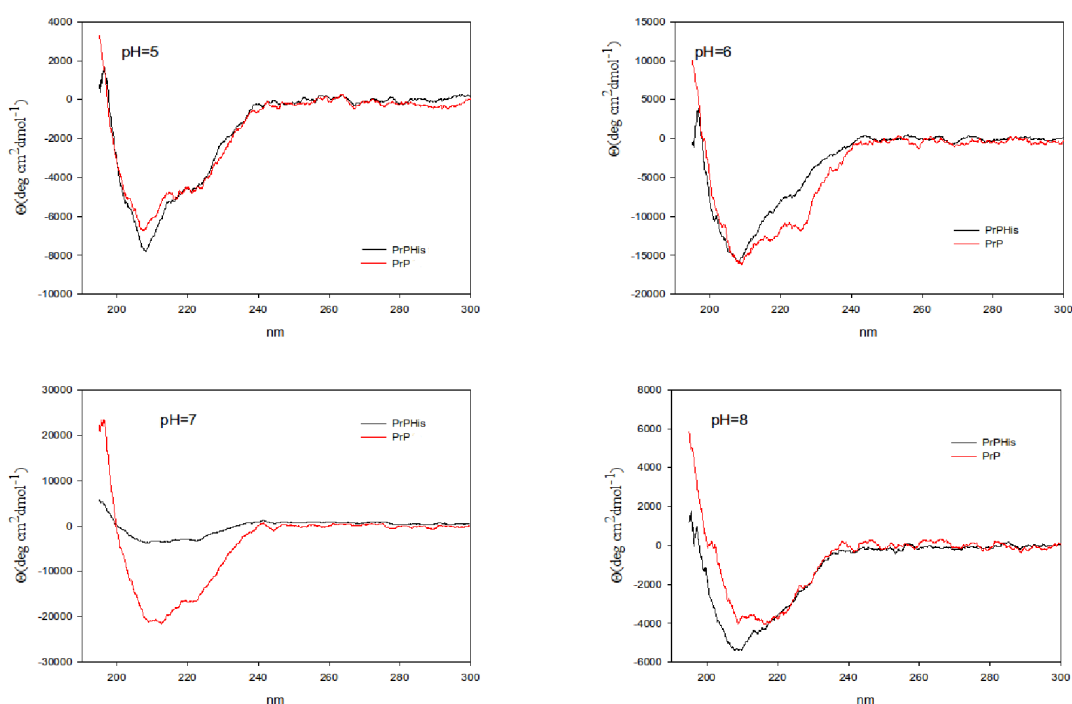 pH=5
Θ(deg cm²dmol⁻¹)
4000
2000
0
-2000
-4000
-6000
-8000
-10000
PrPHis
PrP
200
220
240
260
280
300
nm
pH=6
Θ(deg cm²dmol⁻¹)
15000
10000
5000
0
-5000
-10000
-15000
-20000
PrPHis
PrP
200
220
240
260
280
300
nm
pH=7
Θ(deg cm²dmol⁻¹)
30000
20000
10000
0
-10000
-20000
-30000
PrPHis
PrP
200
220
240
260
280
300
nm
pH=8
Θ(deg cm²dmol⁻¹)
8000
6000
4000
2000
0
-2000
-4000
-6000
PrPHis
PrP
200
220
240
260
280
300
nm